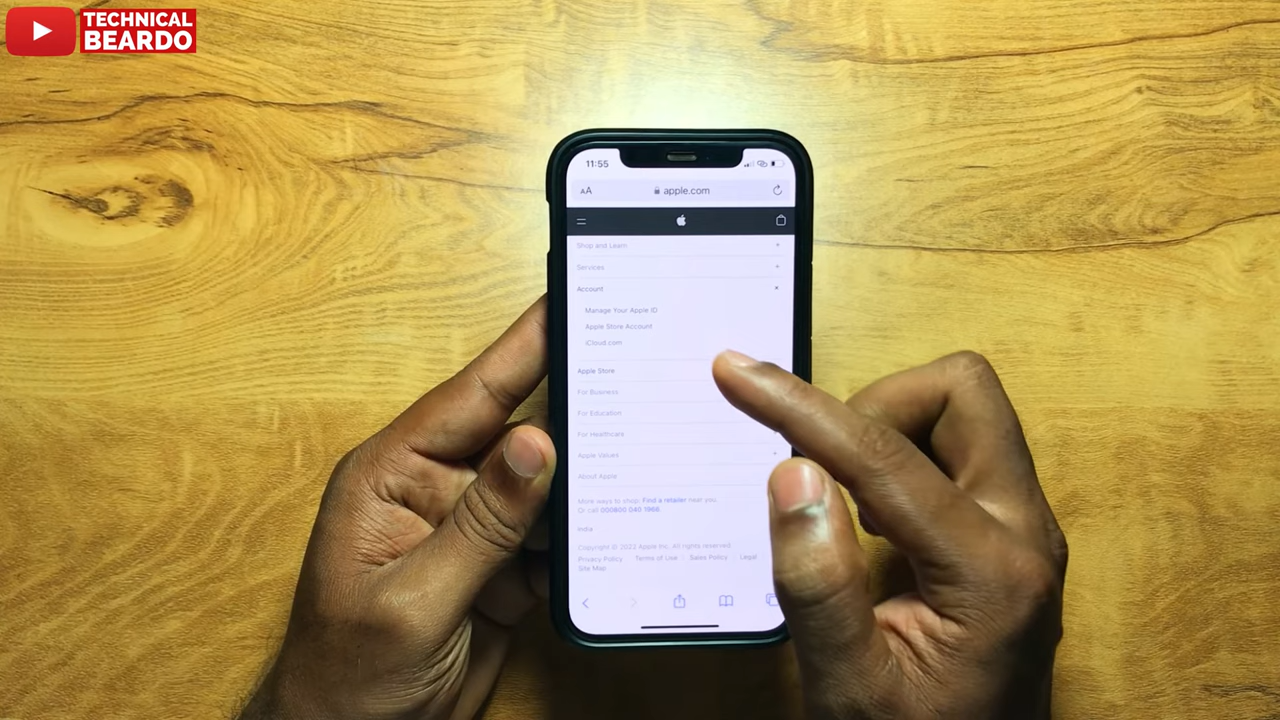 TECHNICAL
BEARDO
11:55
AA
apple.com
Shop and Learn +
Services +
Account ×
Manage Your Apple ID
Apple Store Account
iCloud.com
Apple Store
For Business
For Education
For Healthcare
Apple Values +
About Apple
More ways to shop: Find a retailer near you.
Or call 000800 040 1966.
India
Copyright © 2022 Apple Inc. All rights reserved.
Privacy Policy Terms of Use Sales Policy Legal
Site Map